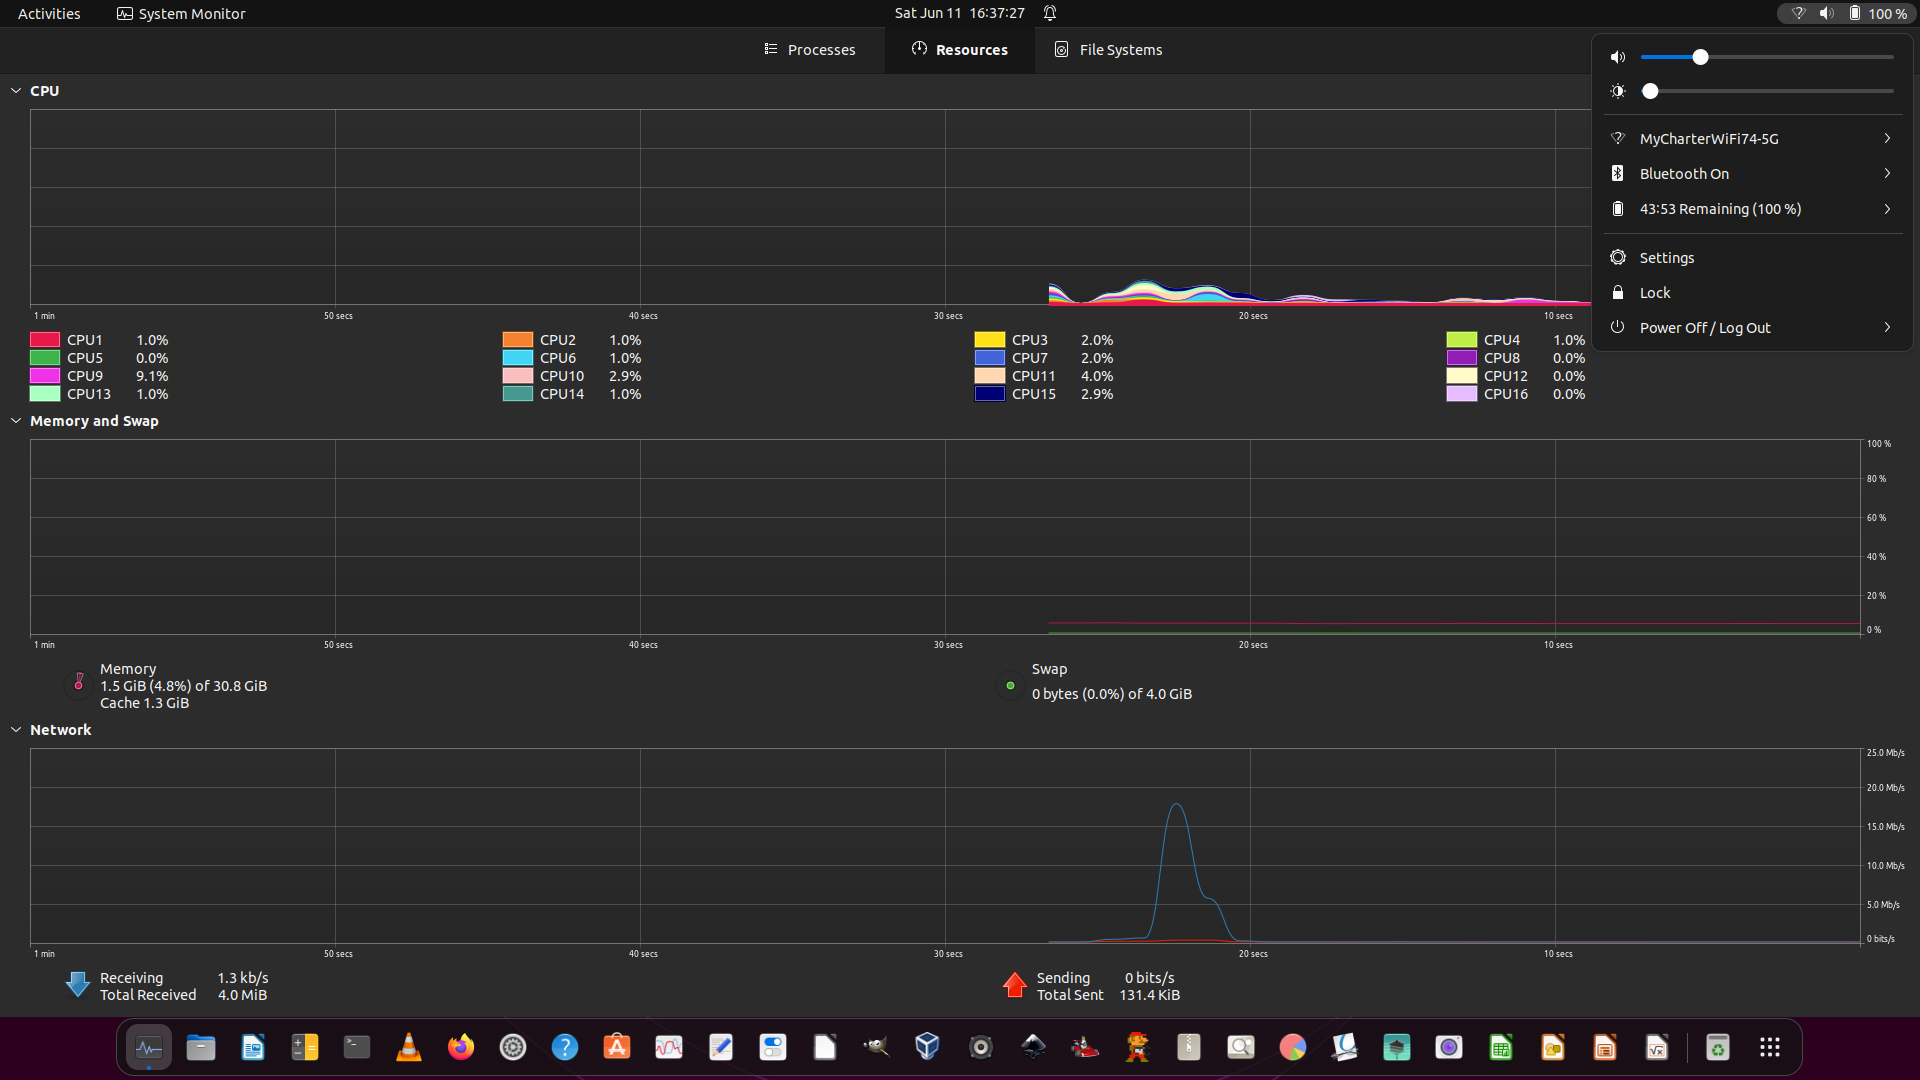 Activities
System Monitor
Sat Jun 11 16:37:27
100 %
Processes
Resources
File Systems
MyCharterWiFi74-5G
Bluetooth On
43:53 Remaining (100 %)
Settings
Lock
Power Off / Log Out
CPU
1 min
50 secs
40 secs
30 secs
20 secs
10 secs
CPU1 1.0%
CPU2 1.0%
CPU3 2.0%
CPU4 1.0%
CPU5 0.0%
CPU6 1.0%
CPU7 2.0%
CPU8 0.0%
CPU9 9.1%
CPU10 2.9%
CPU11 4.0%
CPU12 0.0%
CPU13 1.0%
CPU14 1.0%
CPU15 2.9%
CPU16 0.0%
Memory and Swap
100 %
80 %
60 %
40 %
20 %
0 %
1 min
50 secs
40 secs
30 secs
20 secs
10 secs
Memory
1.5 GiB (4.8%) of 30.8 GiB
Cache 1.3 GiB
Swap
0 bytes (0.0%) of 4.0 GiB
Network
25.0 Mb/s
20.0 Mb/s
15.0 Mb/s
10.0 Mb/s
5.0 Mb/s
0 bits/s
1 min
50 secs
40 secs
30 secs
20 secs
10 secs
Receiving 1.3 kb/s
Total Received 4.0 MiB
Sending 0 bits/s
Total Sent 131.4 KiB